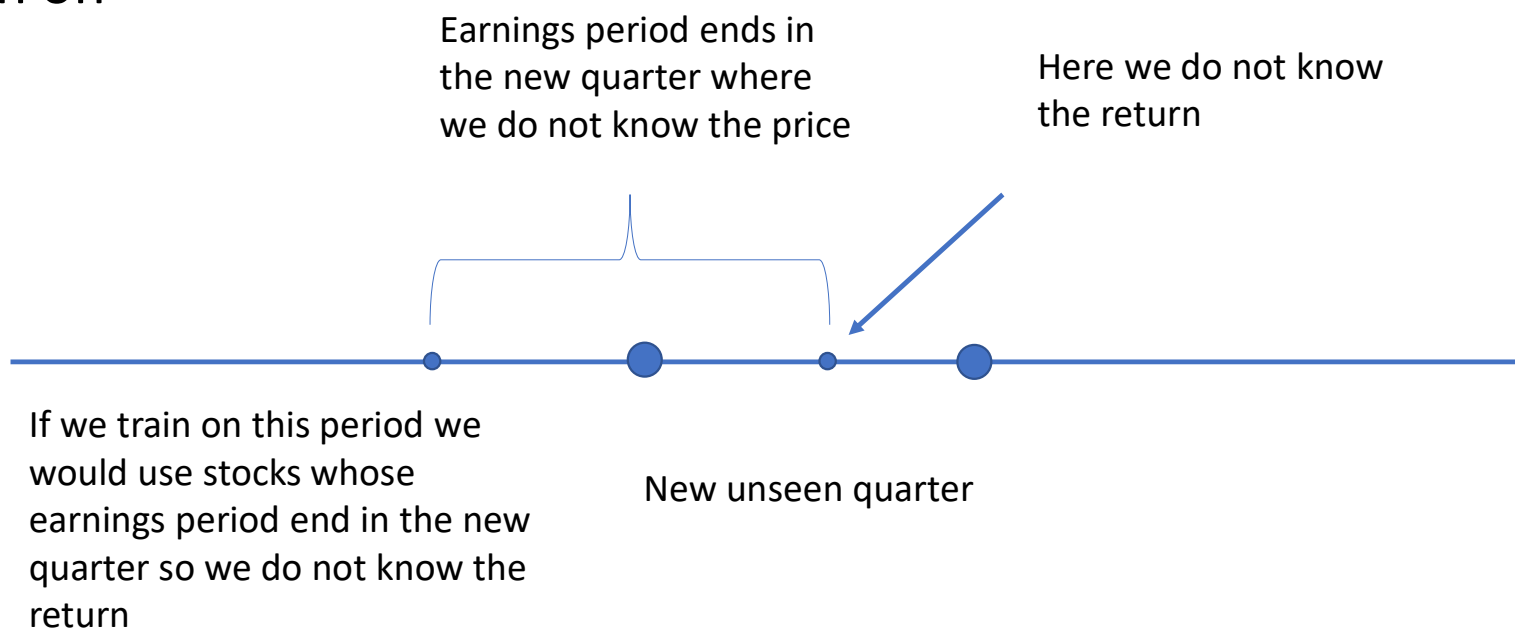 Earnings period ends in
the new quarter where
we do not know the price
Here we do not know
the return
If we train on this period we
would use stocks whose
earnings period end in the new
quarter so we do not know the
return
New unseen quarter